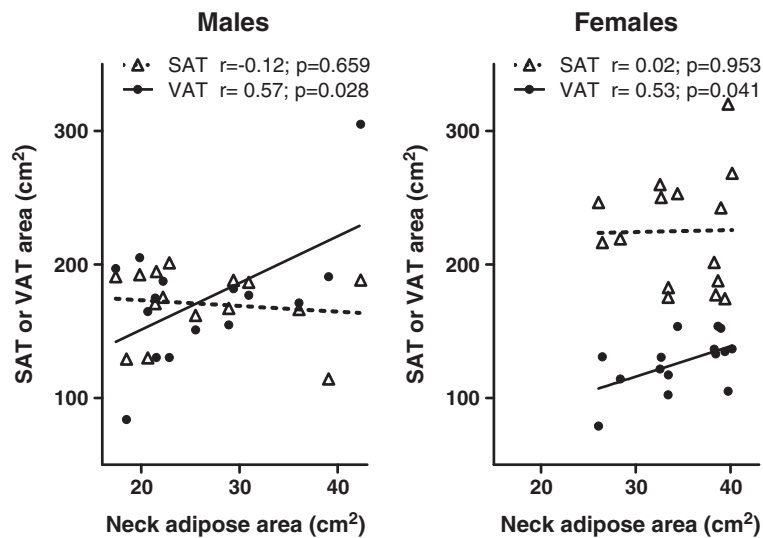 Males
SAT r=-0.12; p=0.659
VAT r= 0.57; p=0.028
SAT or VAT area (cm²)
300
200
100
20 30 40
Neck adipose area (cm²)
Females
SAT r= 0.02; p=0.953
VAT r= 0.53; p=0.041
SAT or VAT area (cm²)
300
200
100
20 30 40
Neck adipose area (cm²)